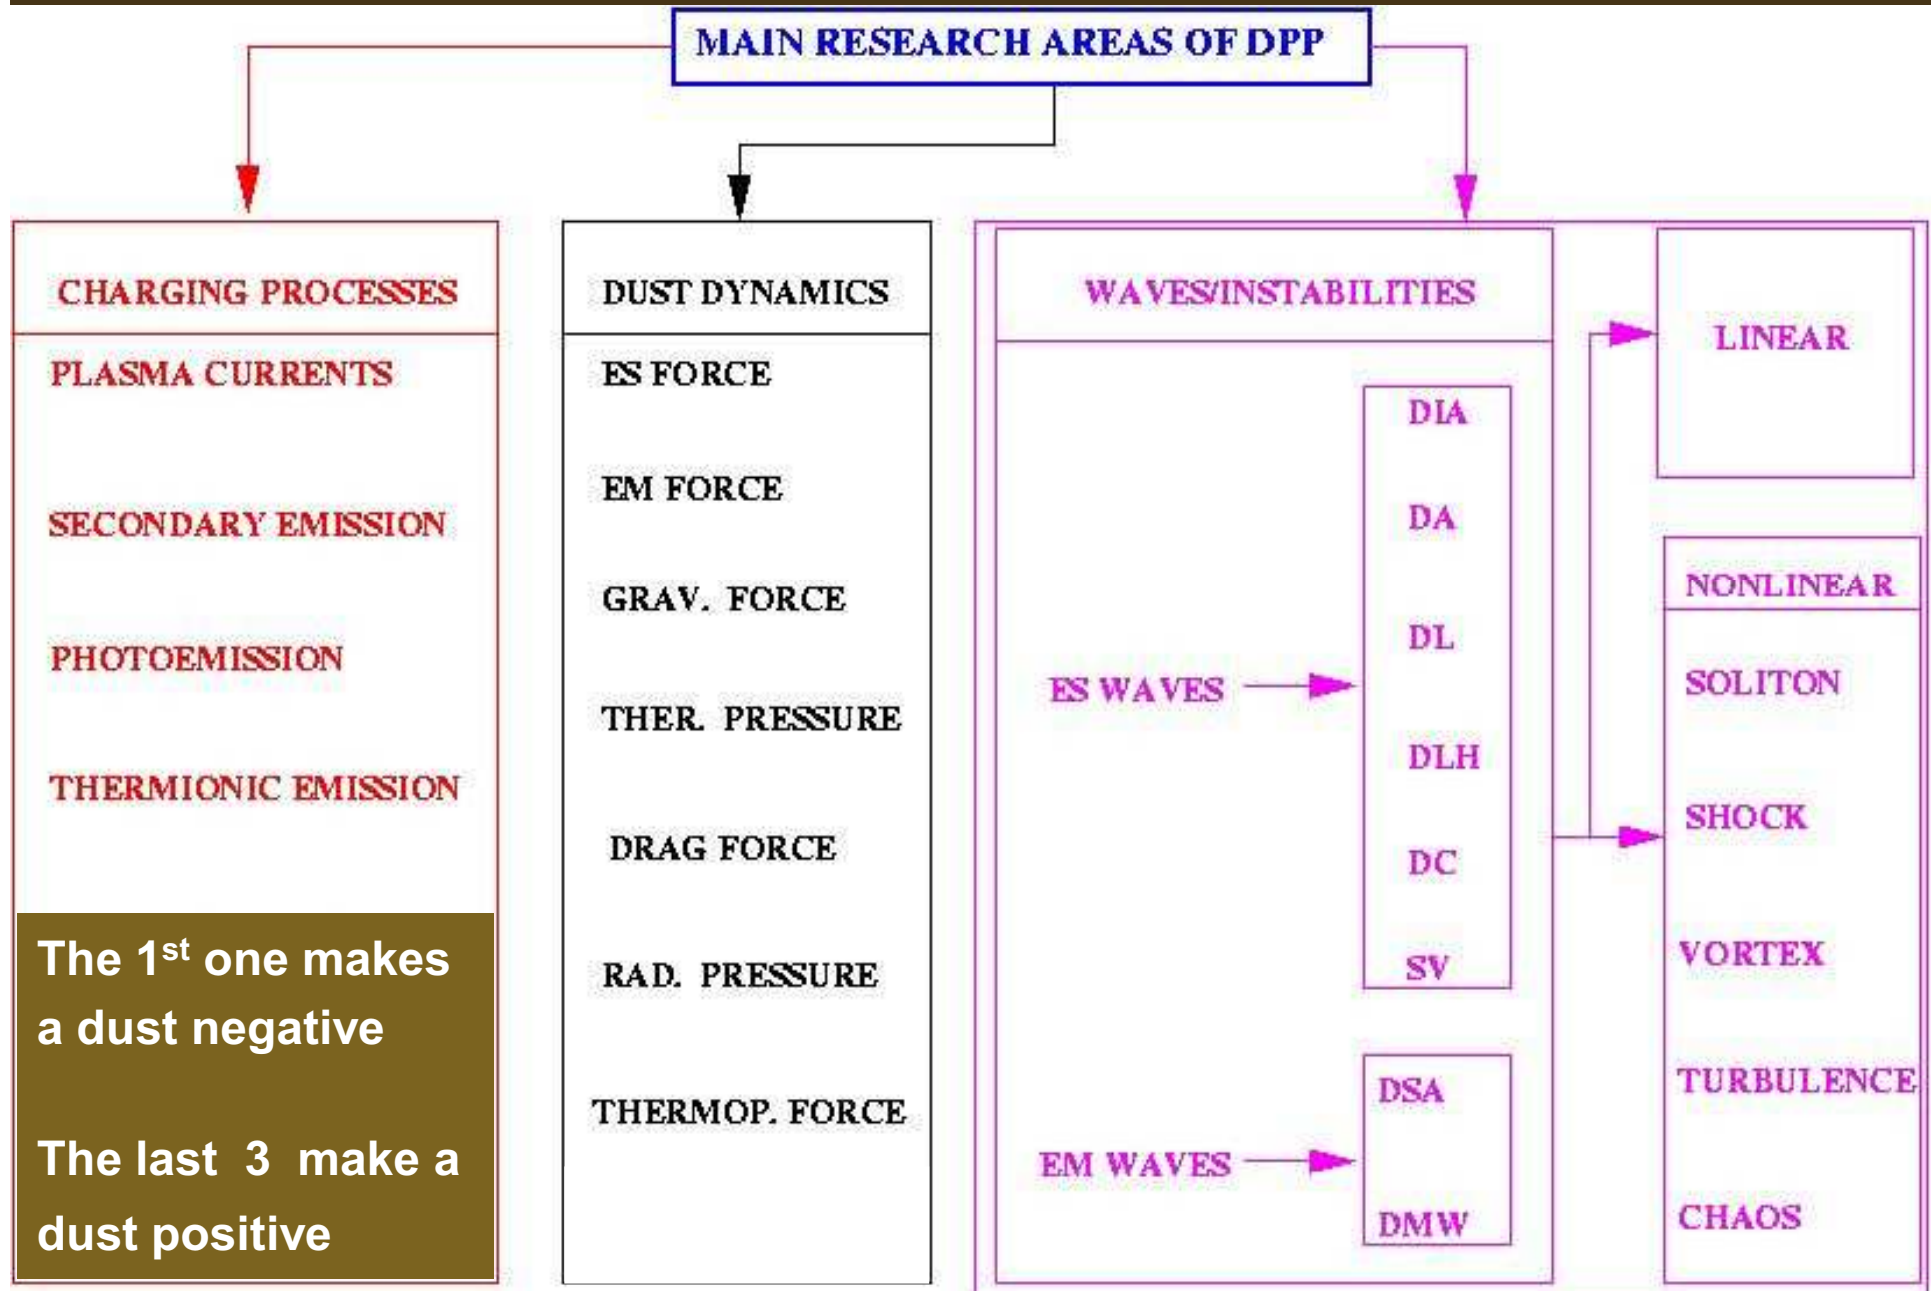 MAIN RESEARCH AREAS OF DPP
CHARGING PROCESSES
PLASMA CURRENTS
SECONDARY EMISSION
PHOTOEMISSION
THERMIONIC EMISSION
The 1st one makes
a dust negative
The last 3 make a
dust positive
DUST DYNAMICS
ES FORCE
EM FORCE
GRAV. FORCE
THER. PRESSURE
DRAG FORCE
RAD. PRESSURE
THERMOP. FORCE
WAVES/INSTABILITIES
ES WAVES
DIA
DA
DL
DLH
DC
SV
EM WAVES
DSA
DMW
LINEAR
NONLINEAR
SOLITON
SHOCK
VORTEX
TURBULENCE
CHAOS